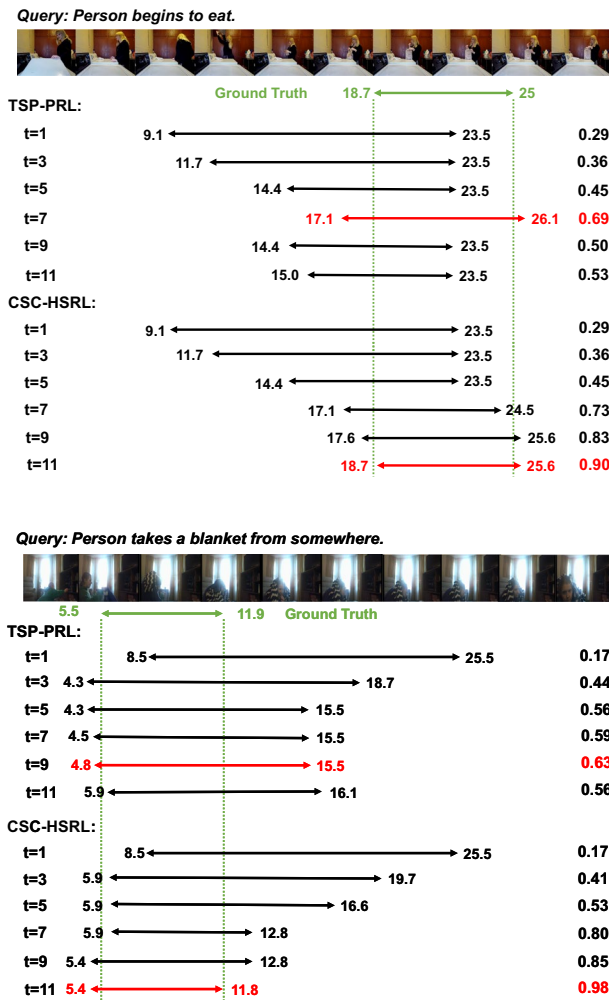 Query: Person begins to eat.
Ground Truth 18.7 25
TSP-PRL:
t=1 9.1 23.5 0.29
t=3 11.7 23.5 0.36
t=5 14.4 23.5 0.45
t=7 17.1 26.1 0.69
t=9 14.4 23.5 0.50
t=11 15.0 23.5 0.53
CSC-HSRL:
t=1 9.1 23.5 0.29
t=3 11.7 23.5 0.36
t=5 14.4 23.5 0.45
t=7 17.1 24.5 0.73
t=9 17.6 25.6 0.83
t=11 18.7 25.6 0.90
Query: Person takes a blanket from somewhere.
5.5 11.9 Ground Truth
TSP-PRL:
t=1 8.5 25.5 0.17
t=3 4.3 18.7 0.44
t=5 4.3 15.5 0.56
t=7 4.5 15.5 0.59
t=9 4.8 15.5 0.63
t=11 5.9 16.1 0.56
CSC-HSRL:
t=1 8.5 25.5 0.17
t=3 5.9 19.7 0.41
t=5 5.9 16.6 0.53
t=7 5.9 12.8 0.80
t=9 5.4 12.8 0.85
t=11 5.4 11.8 0.98